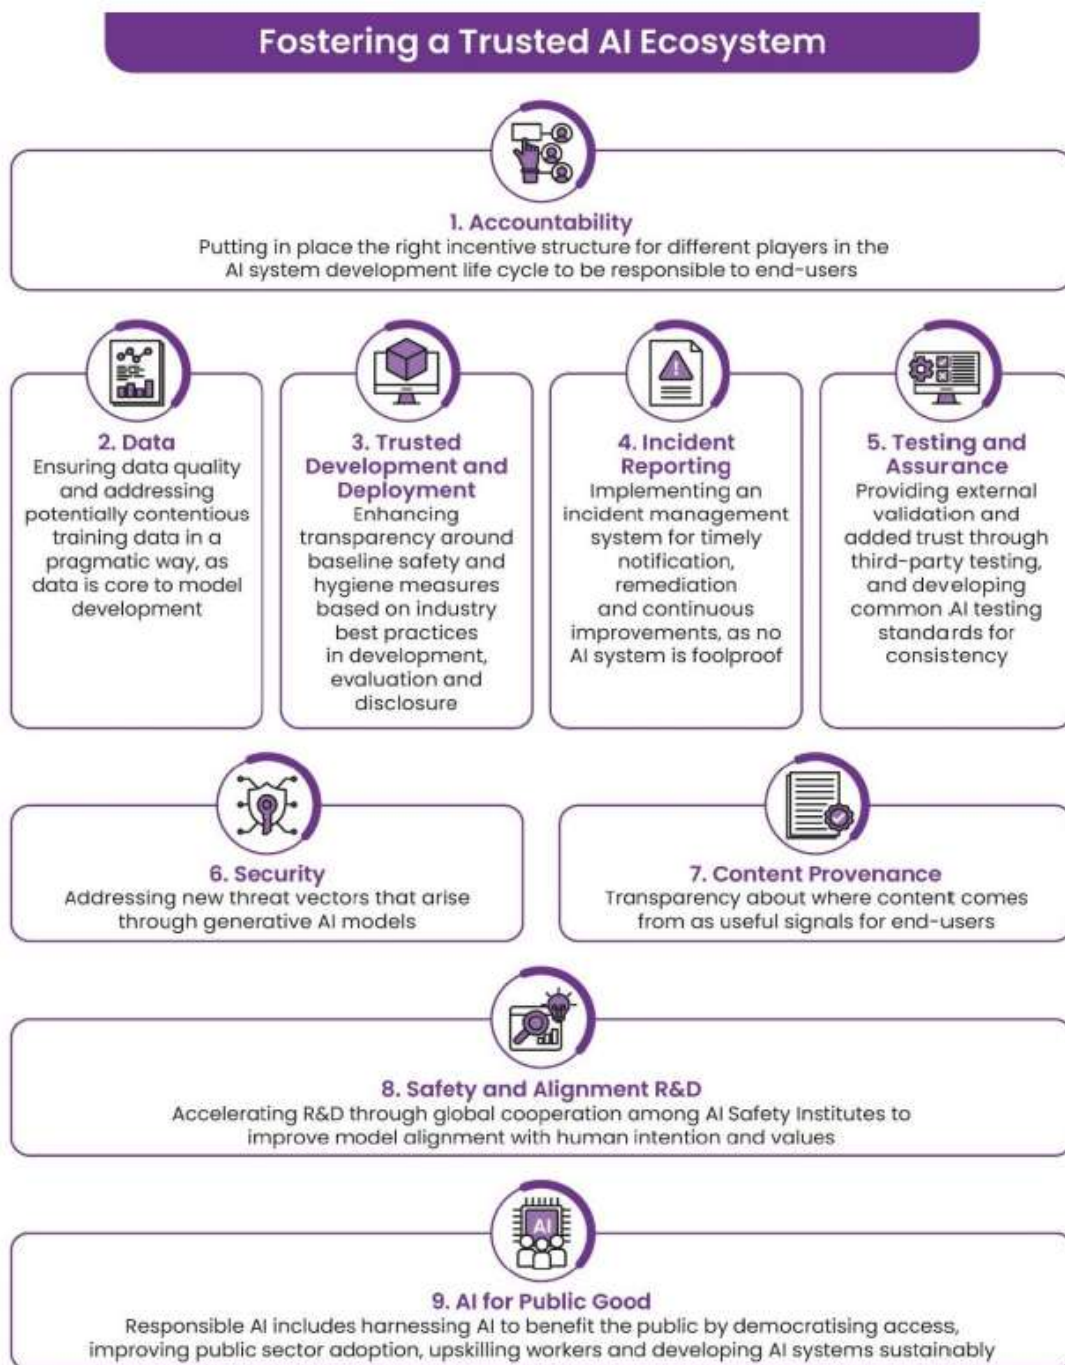 Fostering a Trusted AI Ecosystem
1. Accountability
Putting in place the right incentive structure for different players in the
AI system development life cycle to be responsible to end-users
2. Data
Ensuring data quality
and addressing
potentially contentious
training data in a
pragmatic way, as
data is core to model
development
3. Trusted
Development and
Deployment
Enhancing
transparency around
baseline safety and
hygiene measures
based on industry
best practices
in development,
evaluation and
disclosure
4. Incident
Reporting
Implementing an
incident management
system for timely
notification,
remediation
and continuous
improvements, as no
AI system is foolproof
5. Testing and
Assurance
Providing external
validation and
added trust through
third-party testing,
and developing
common AI testing
standards for
consistency
6. Security
Addressing new threat vectors that arise
through generative AI models
7. Content Provenance
Transparency about where content comes
from as useful signals for end-users
8. Safety and Alignment R&D
Accelerating R&D through global cooperation among AI Safety Institutes to
improve model alignment with human intention and values
AI
9. AI for Public Good
Responsible AI includes harnessing AI to benefit the public by democratising access,
improving public sector adoption, upskilling workers and developing AI systems sustainably